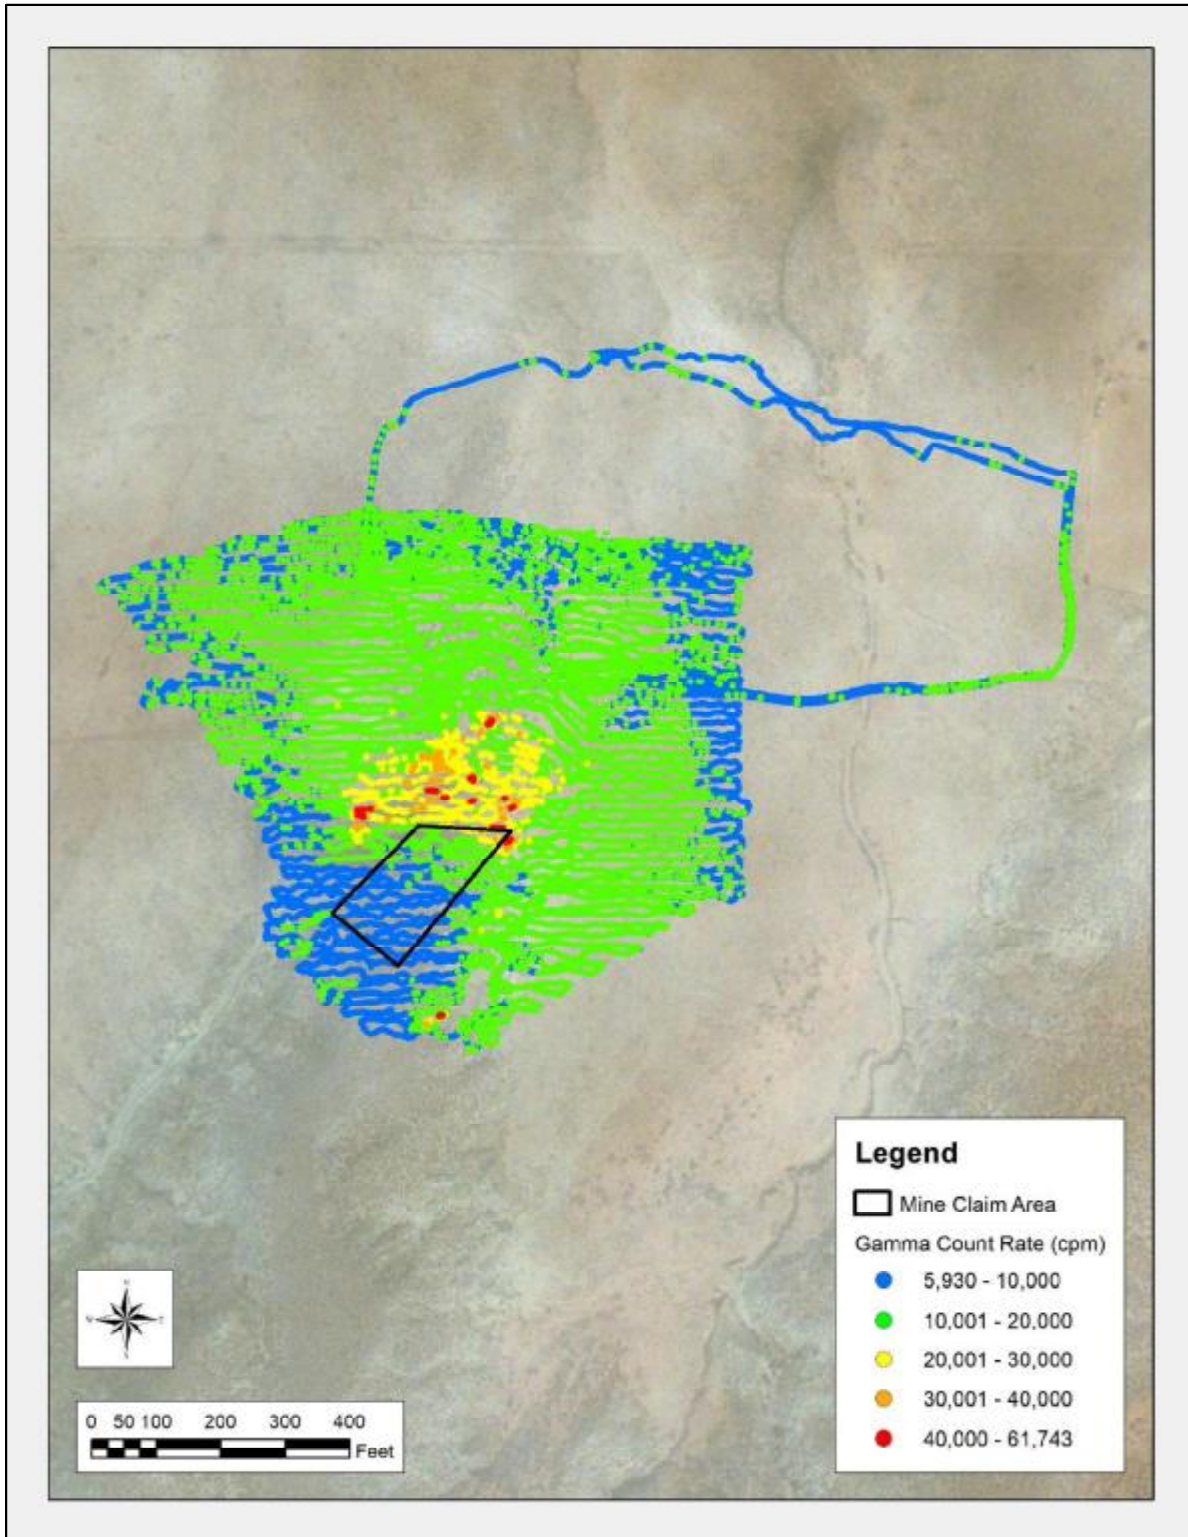 Legend
Mine Claim Area
Gamma Count Rate (cpm)
5,930 - 10,000
10,001 - 20,000
20,001 - 30,000
30,001 - 40,000
40,000 - 61,743
0 50 100 200 300 400
Feet